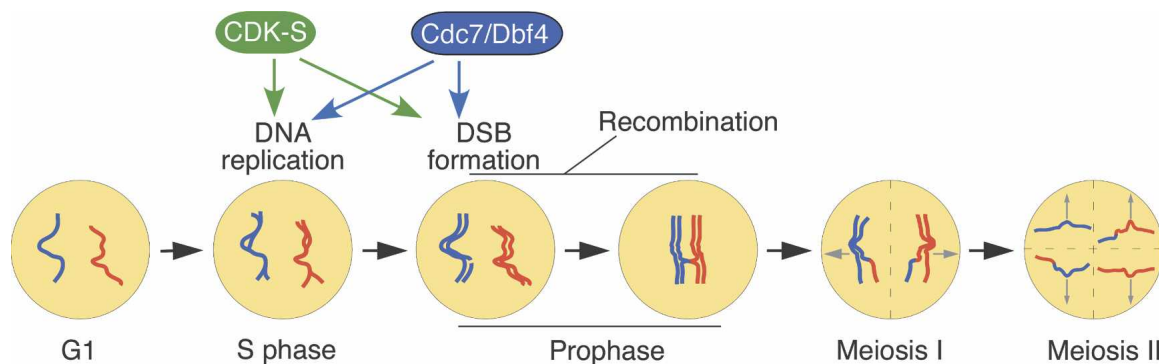 CDK-S
Cdc7/Dbf4
DNA
replication
DSB
formation
Recombination
G1
S phase
Prophase
Meiosis I
Meiosis II